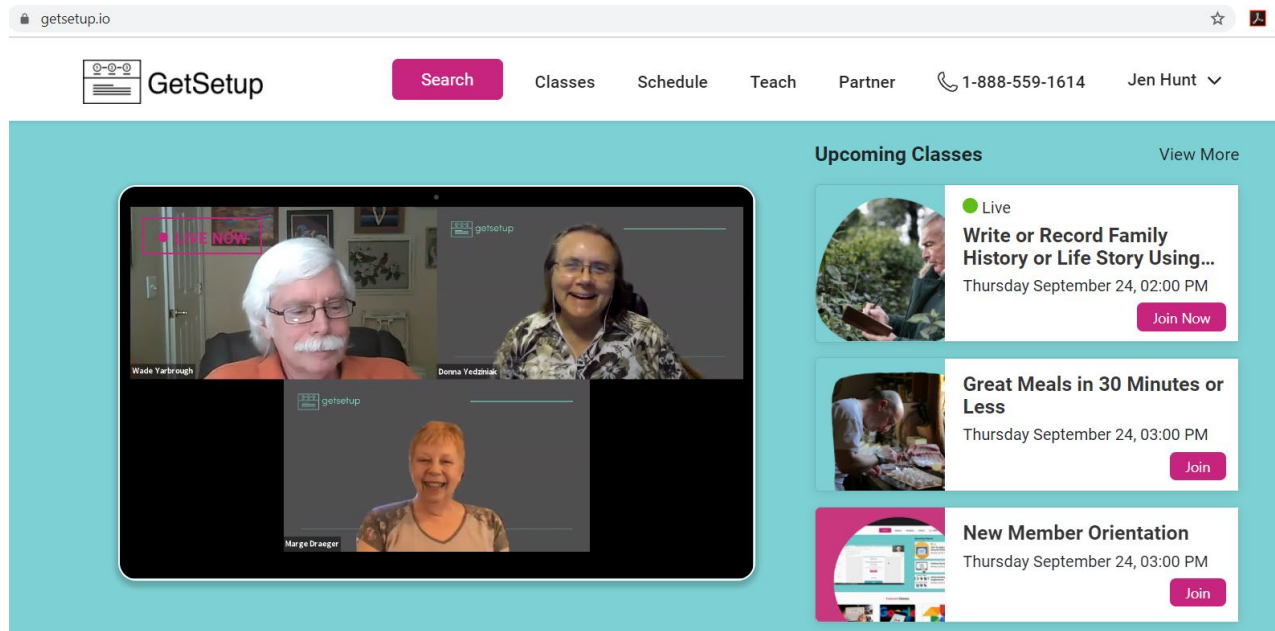 getsetup.io
GetSetup
Search
Classes
Schedule
Teach
Partner
1-888-559-1614
Jen Hunt
LIVE NOW
getsetup
Wade Yarbrough
Donna Yedziniak
getsetup
Marge Draeger
Upcoming Classes
View More
Live
Write or Record Family
History or Life Story Using...
Thursday September 24, 02:00 PM
Join Now
Great Meals in 30 Minutes or
Less
Thursday September 24, 03:00 PM
Join
New Member Orientation
Thursday September 24, 03:00 PM
Join